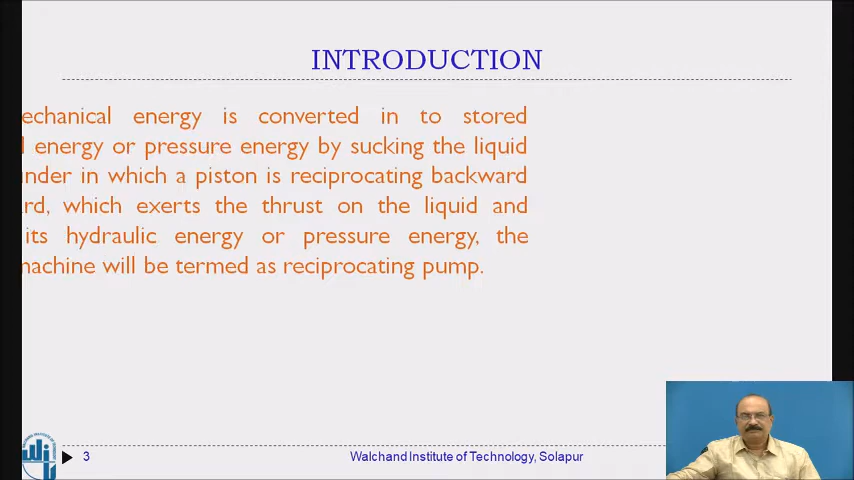 INTRODUCTION
echanical energy is converted in to stored
l energy or pressure energy by sucking the liquid
nder in which a piston is reciprocating backward
rd, which exerts the thrust on the liquid and
its hydraulic energy or pressure energy, the
achine will be termed as reciprocating pump.
3
Walchand Institute of Technology, Solapur